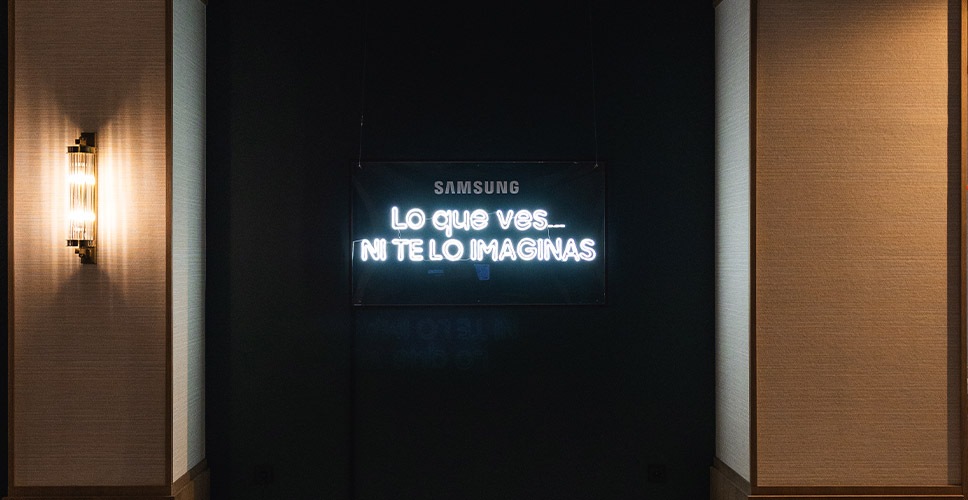 SAMSUNG
Lo que ves...
NI TE LO IMAGINAS